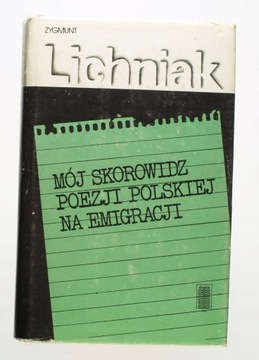 ZYGMUNT
Lichniak
MÓJ SKOROWIDZ
POEZJI POLSKIEJ
NA EMIGRACJI